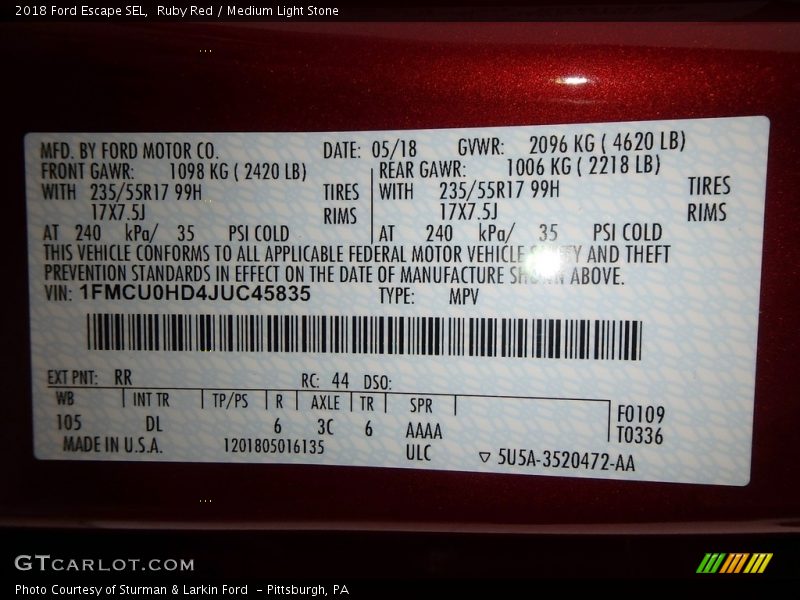 2018 Ford Escape SEL,  Ruby Red / Medium Light Stone
MFD. BY FORD MOTOR CO. DATE: 05/18 GVWR: 2096 KG ( 4620 LB)
FRONT GAWR: 1098 KG ( 2420 LB) REAR GAWR: 1006 KG ( 2218 LB)
WITH 235/55R17 99H TIRES WITH 235/55R17 99H TIRES
17X7.5J RIMS 17X7.5J RIMS
AT 240 kPa/ 35 PSI COLD AT 240 kPa/ 35 PSI COLD
THIS VEHICLE CONFORMS TO ALL APPLICABLE FEDERAL MOTOR VEHICLE AND THEFT
PREVENTION STANDARDS IN EFFECT ON THE DATE OF MANUFACTURE SHOWN ABOVE.
VIN: 1FMCU0HD4JUC45835 TYPE: MPV
EXT PNT: RR RC: 44 DSO:
WB INT TR TP/PS R AXLE TR SPR F0109
105 DL 6 3C 6 AAAA T0336
MADE IN U.S.A. 1201805016135 ULC ▽ 5U5A-3520472-AA
GTCARLOT.COM
Photo Courtesy of Sturman & Larkin Ford  - Pittsburgh, PA